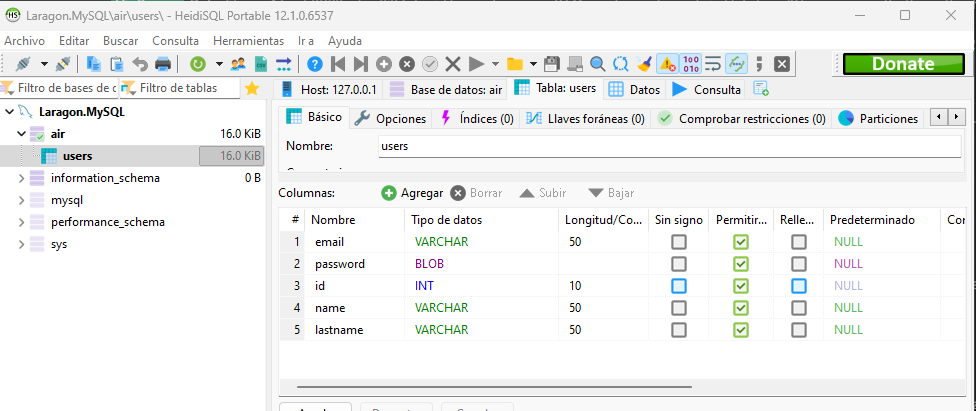 Laragon.MySQL\air\users\ - HeidiSQL Portable 12.1.0.6537
Archivo Editar Buscar Consulta Herramientas Ir a Ayuda
Donate
Filtro de bases de Filtro de tablas
Host: 127.0.0.1 Base de datos: air Tabla: users Datos Consulta
Laragon.MySQL
air 16.0 KiB
users 16.0 KiB
information_schema 0 B
mysql
performance_schema
sys
Básico Opciones Índices (0) Llaves foráneas (0) Comprobar restricciones (0) Particiones
Nombre: users
Columnas: Agregar Borrar Subir Bajar
# Nombre Tipo de datos Longitud/Co... Sin signo Permitir... Relle... Predeterminado Cor
1 email VARCHAR 50 NULL
2 password BLOB NULL
3 id INT 10 NULL
4 name VARCHAR 50 NULL
5 lastname VARCHAR 50 NULL